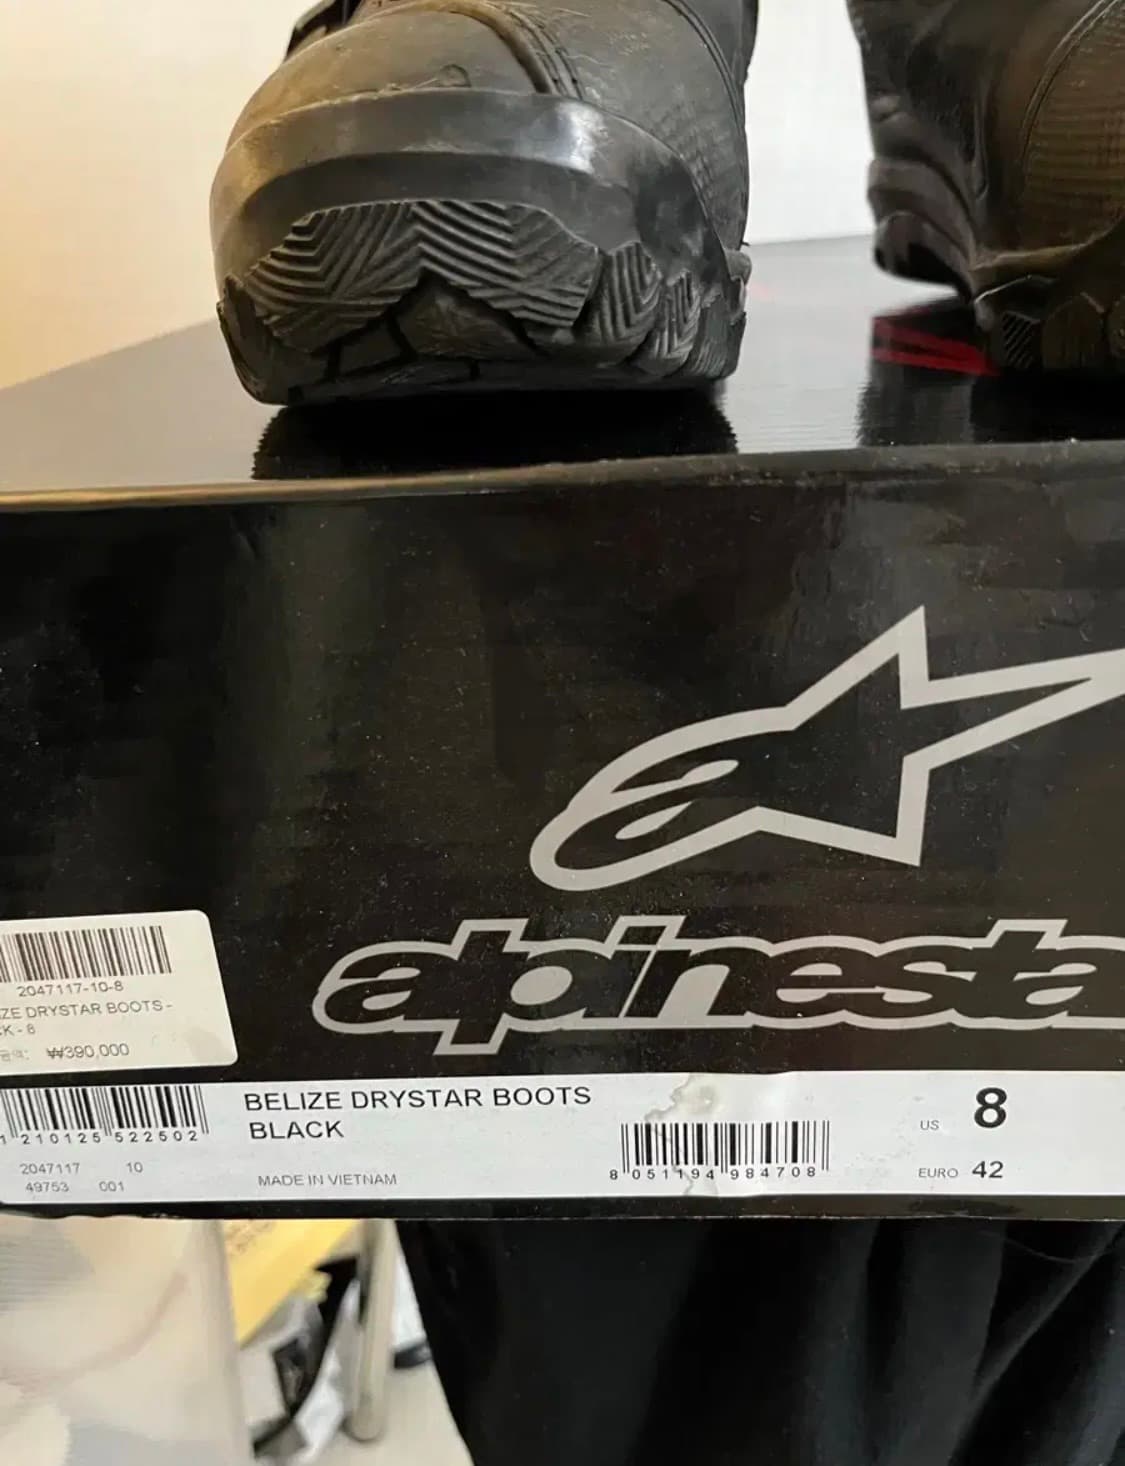 alpinesta
2047117-10-8
ZE DRYSTAR BOOTS -
K - 8
₩390,000
1 210125 522502
2047117 10
49753 001
BELIZE DRYSTAR BOOTS
BLACK
MADE IN VIETNAM
8 051194 984708
US 8
EURO 42